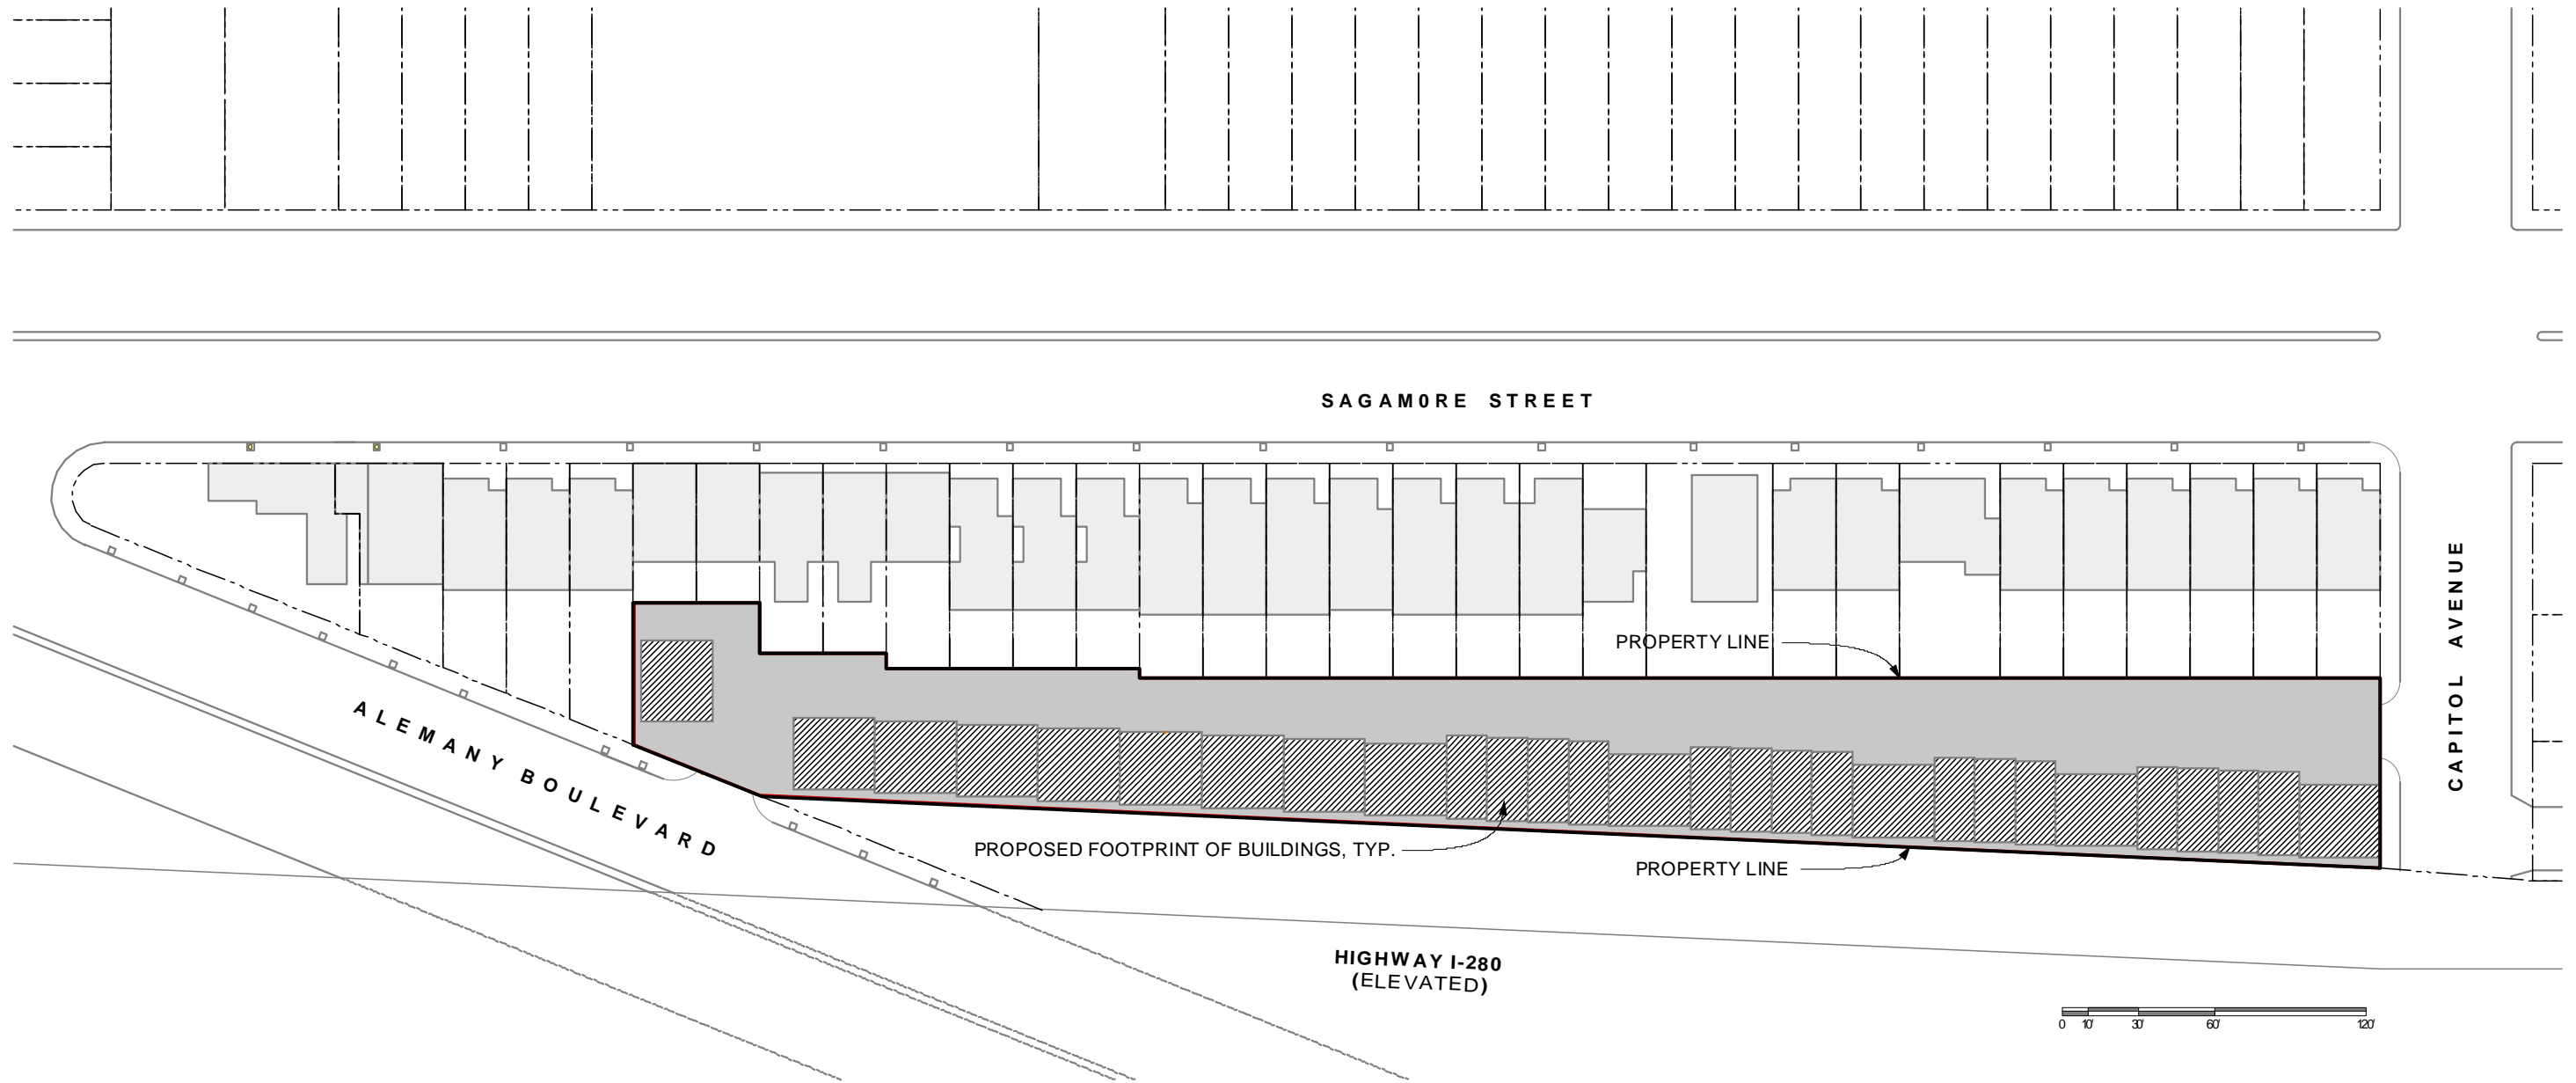 SAGAM0RE STREET
PROPERTY LINE
CAPITOL AVENUE
ALEMANY BOULEVARD
PROPOSED FOOTPRINT OF BUILDINGS, TYP.
PROPERTY LINE
HIGHWAY I-280
(ELEVATED)
0 10' 30' 60' 120'